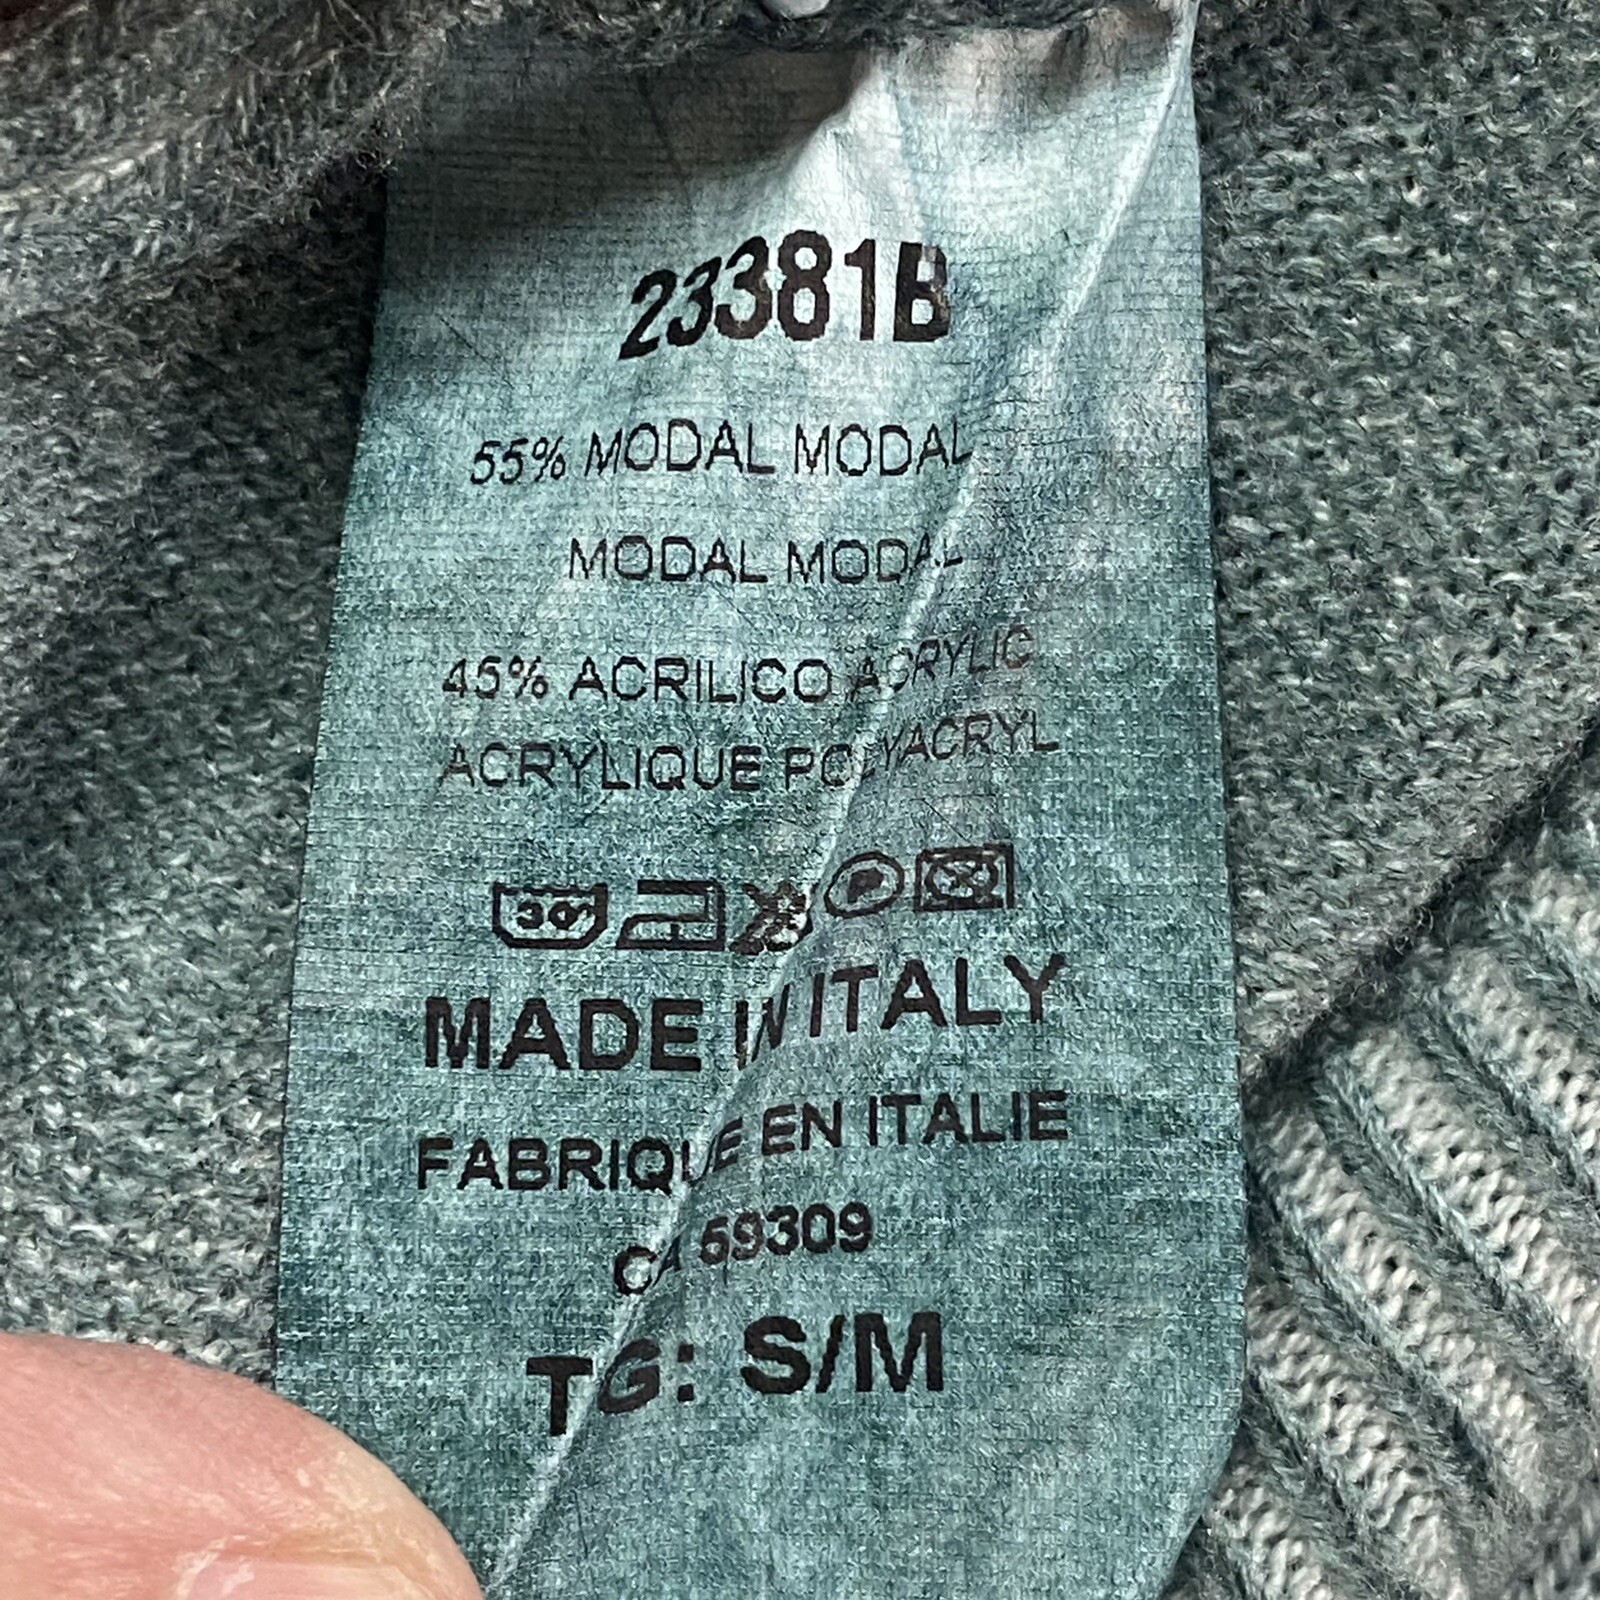 23381B
55% MODAL MODAL
MODAL MODAL
45% ACRILICO ACRYLIC
ACRYLIQUE POLYACRYL
30° P
MADE IN ITALY
FABRIQUE EN ITALIE
CA 59309
TG: S/M